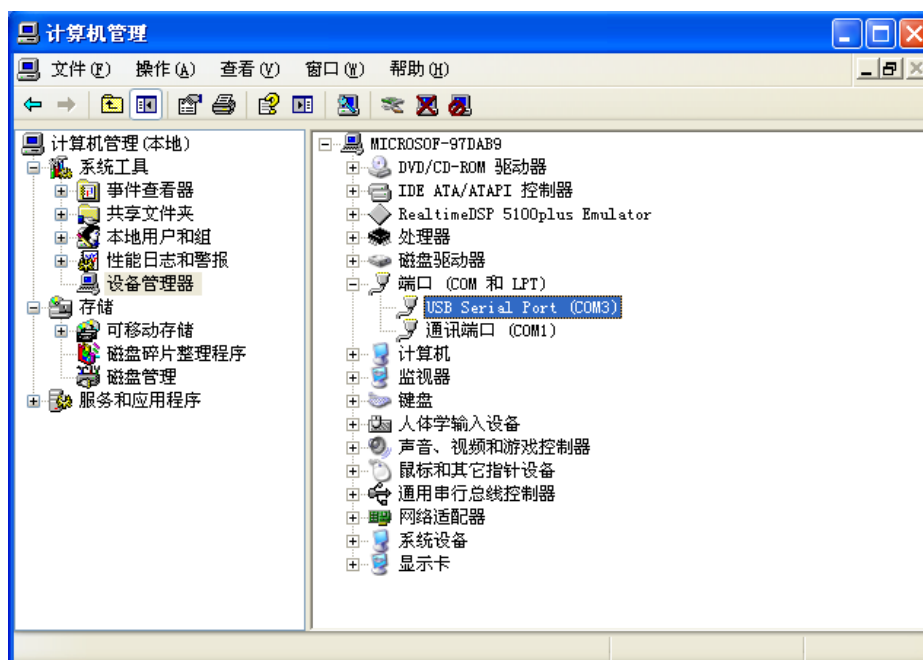 计算机管理
文件(F) 操作(A) 查看(V) 窗口(W) 帮助(H)
计算机管理(本地)
系统工具
事件查看器
共享文件夹
本地用户和组
性能日志和警报
设备管理器
存储
可移动存储
磁盘碎片整理程序
磁盘管理
服务和应用程序
MICROSOF-97DAB9
DVD/CD-ROM 驱动器
IDE ATA/ATAPI 控制器
RealtimeDSP 5100plus Emulator
处理器
磁盘驱动器
端口 (COM 和 LPT)
USB Serial Port (COM3)
通讯端口 (COM1)
计算机
监视器
键盘
人体学输入设备
声音、视频和游戏控制器
鼠标和其它指针设备
通用串行总线控制器
网络适配器
系统设备
显示卡